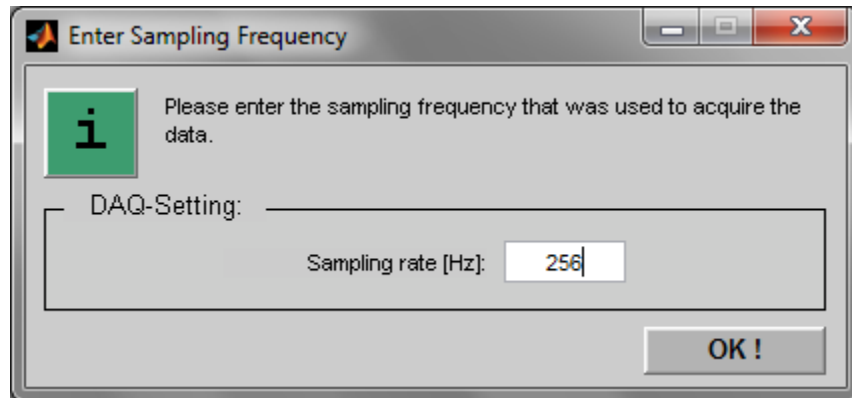 Enter Sampling Frequency
i
Please enter the sampling frequency that was used to acquire the
data.
DAQ-Setting:
Sampling rate [Hz]: 256
OK !